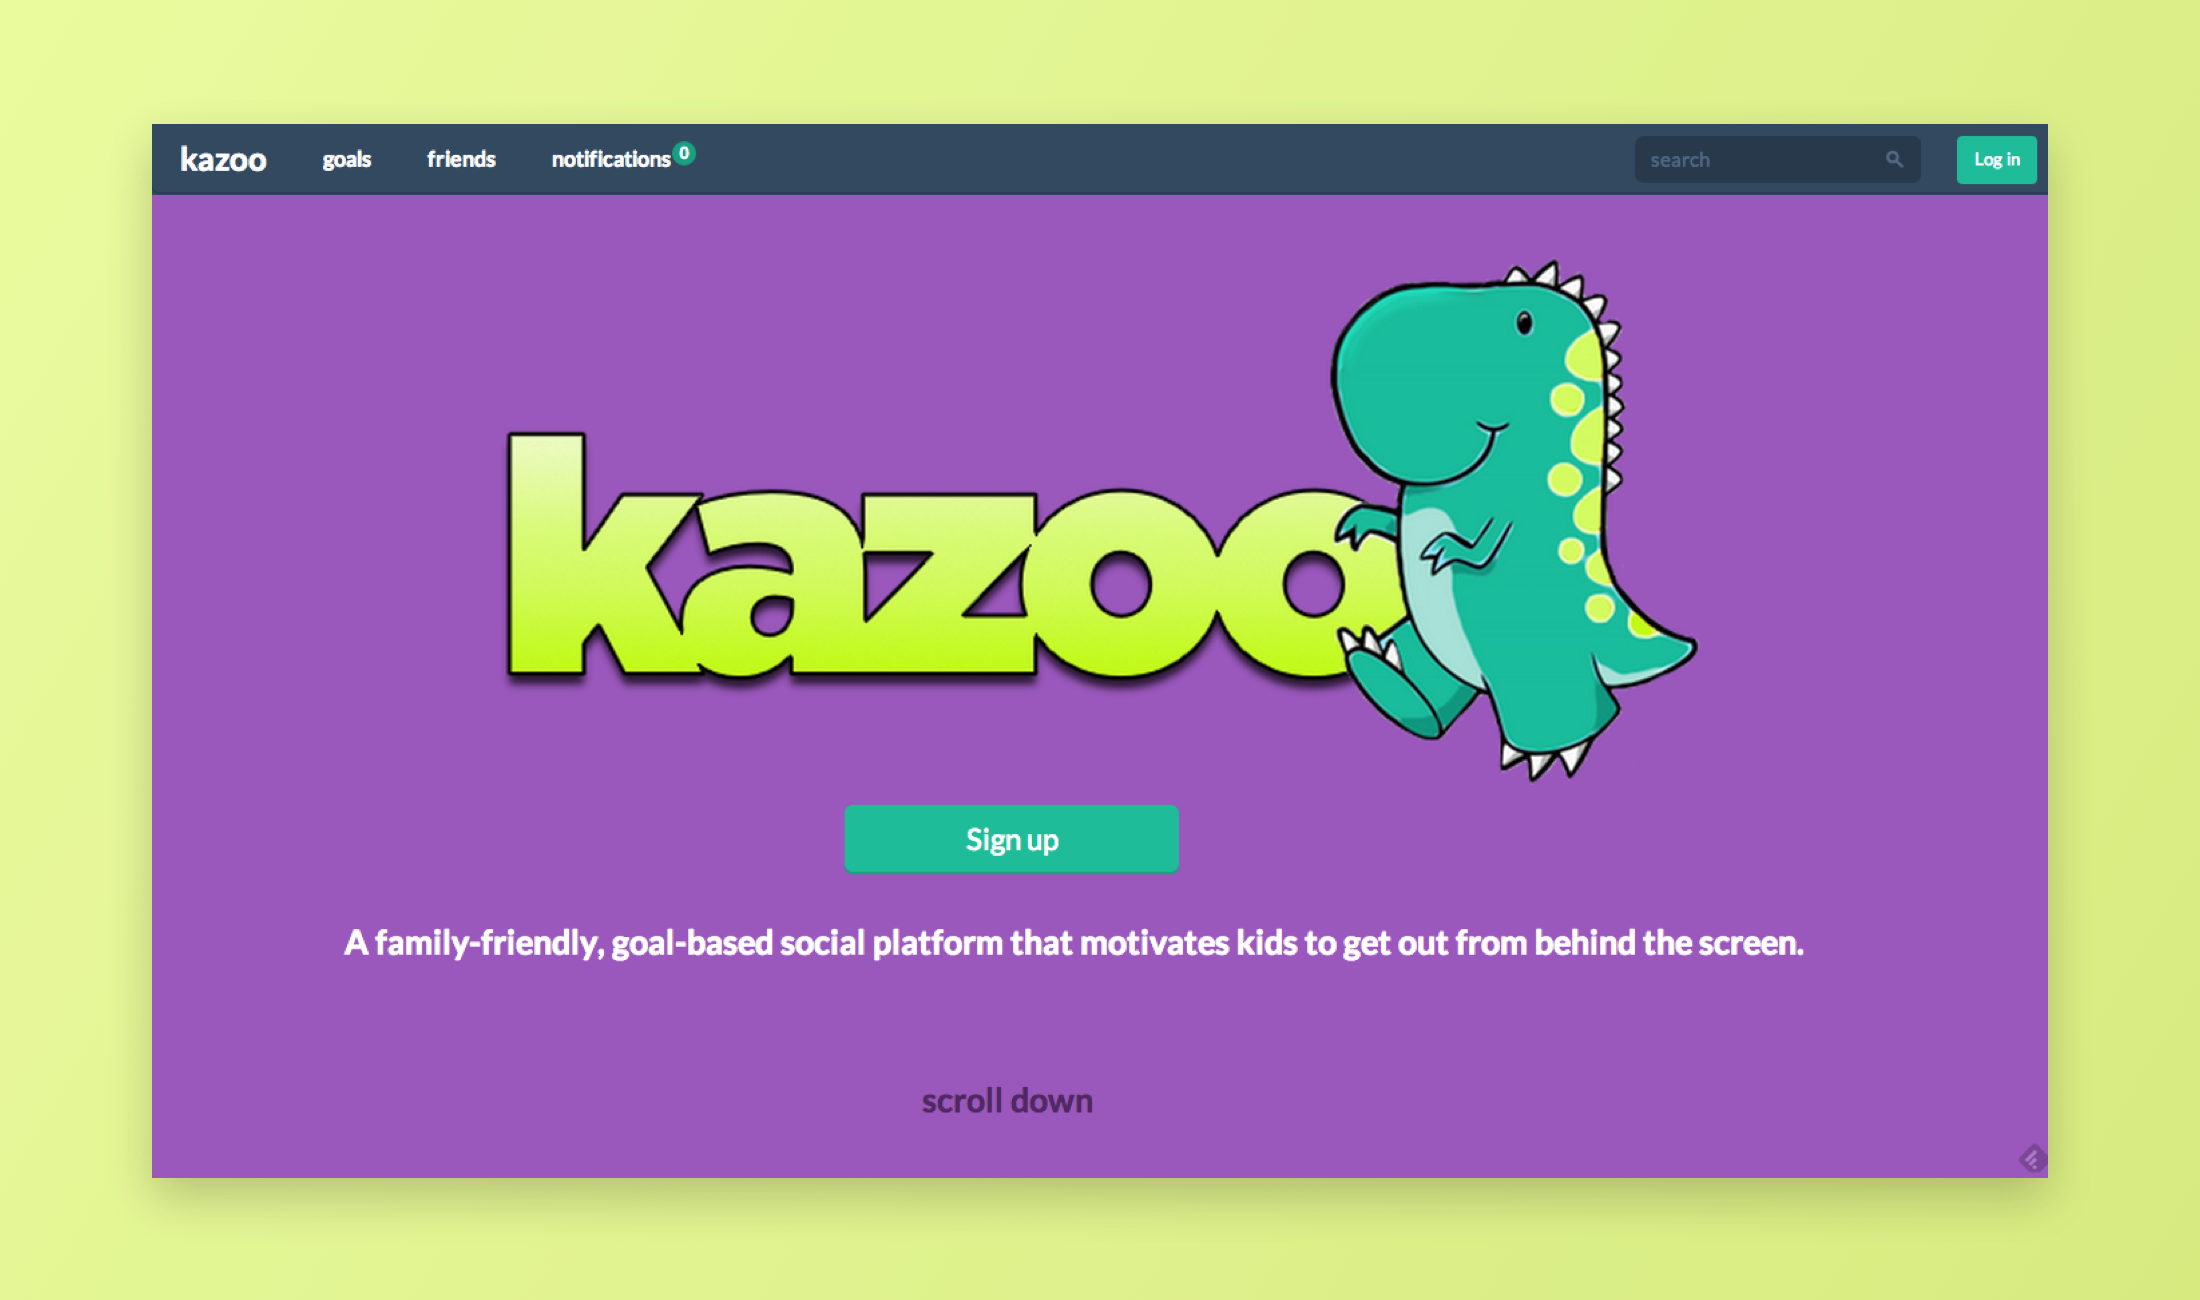 kazoo goals friends notifications 0 search Log in
kazoo
Sign up
A family-friendly, goal-based social platform that motivates kids to get out from behind the screen.
scroll down